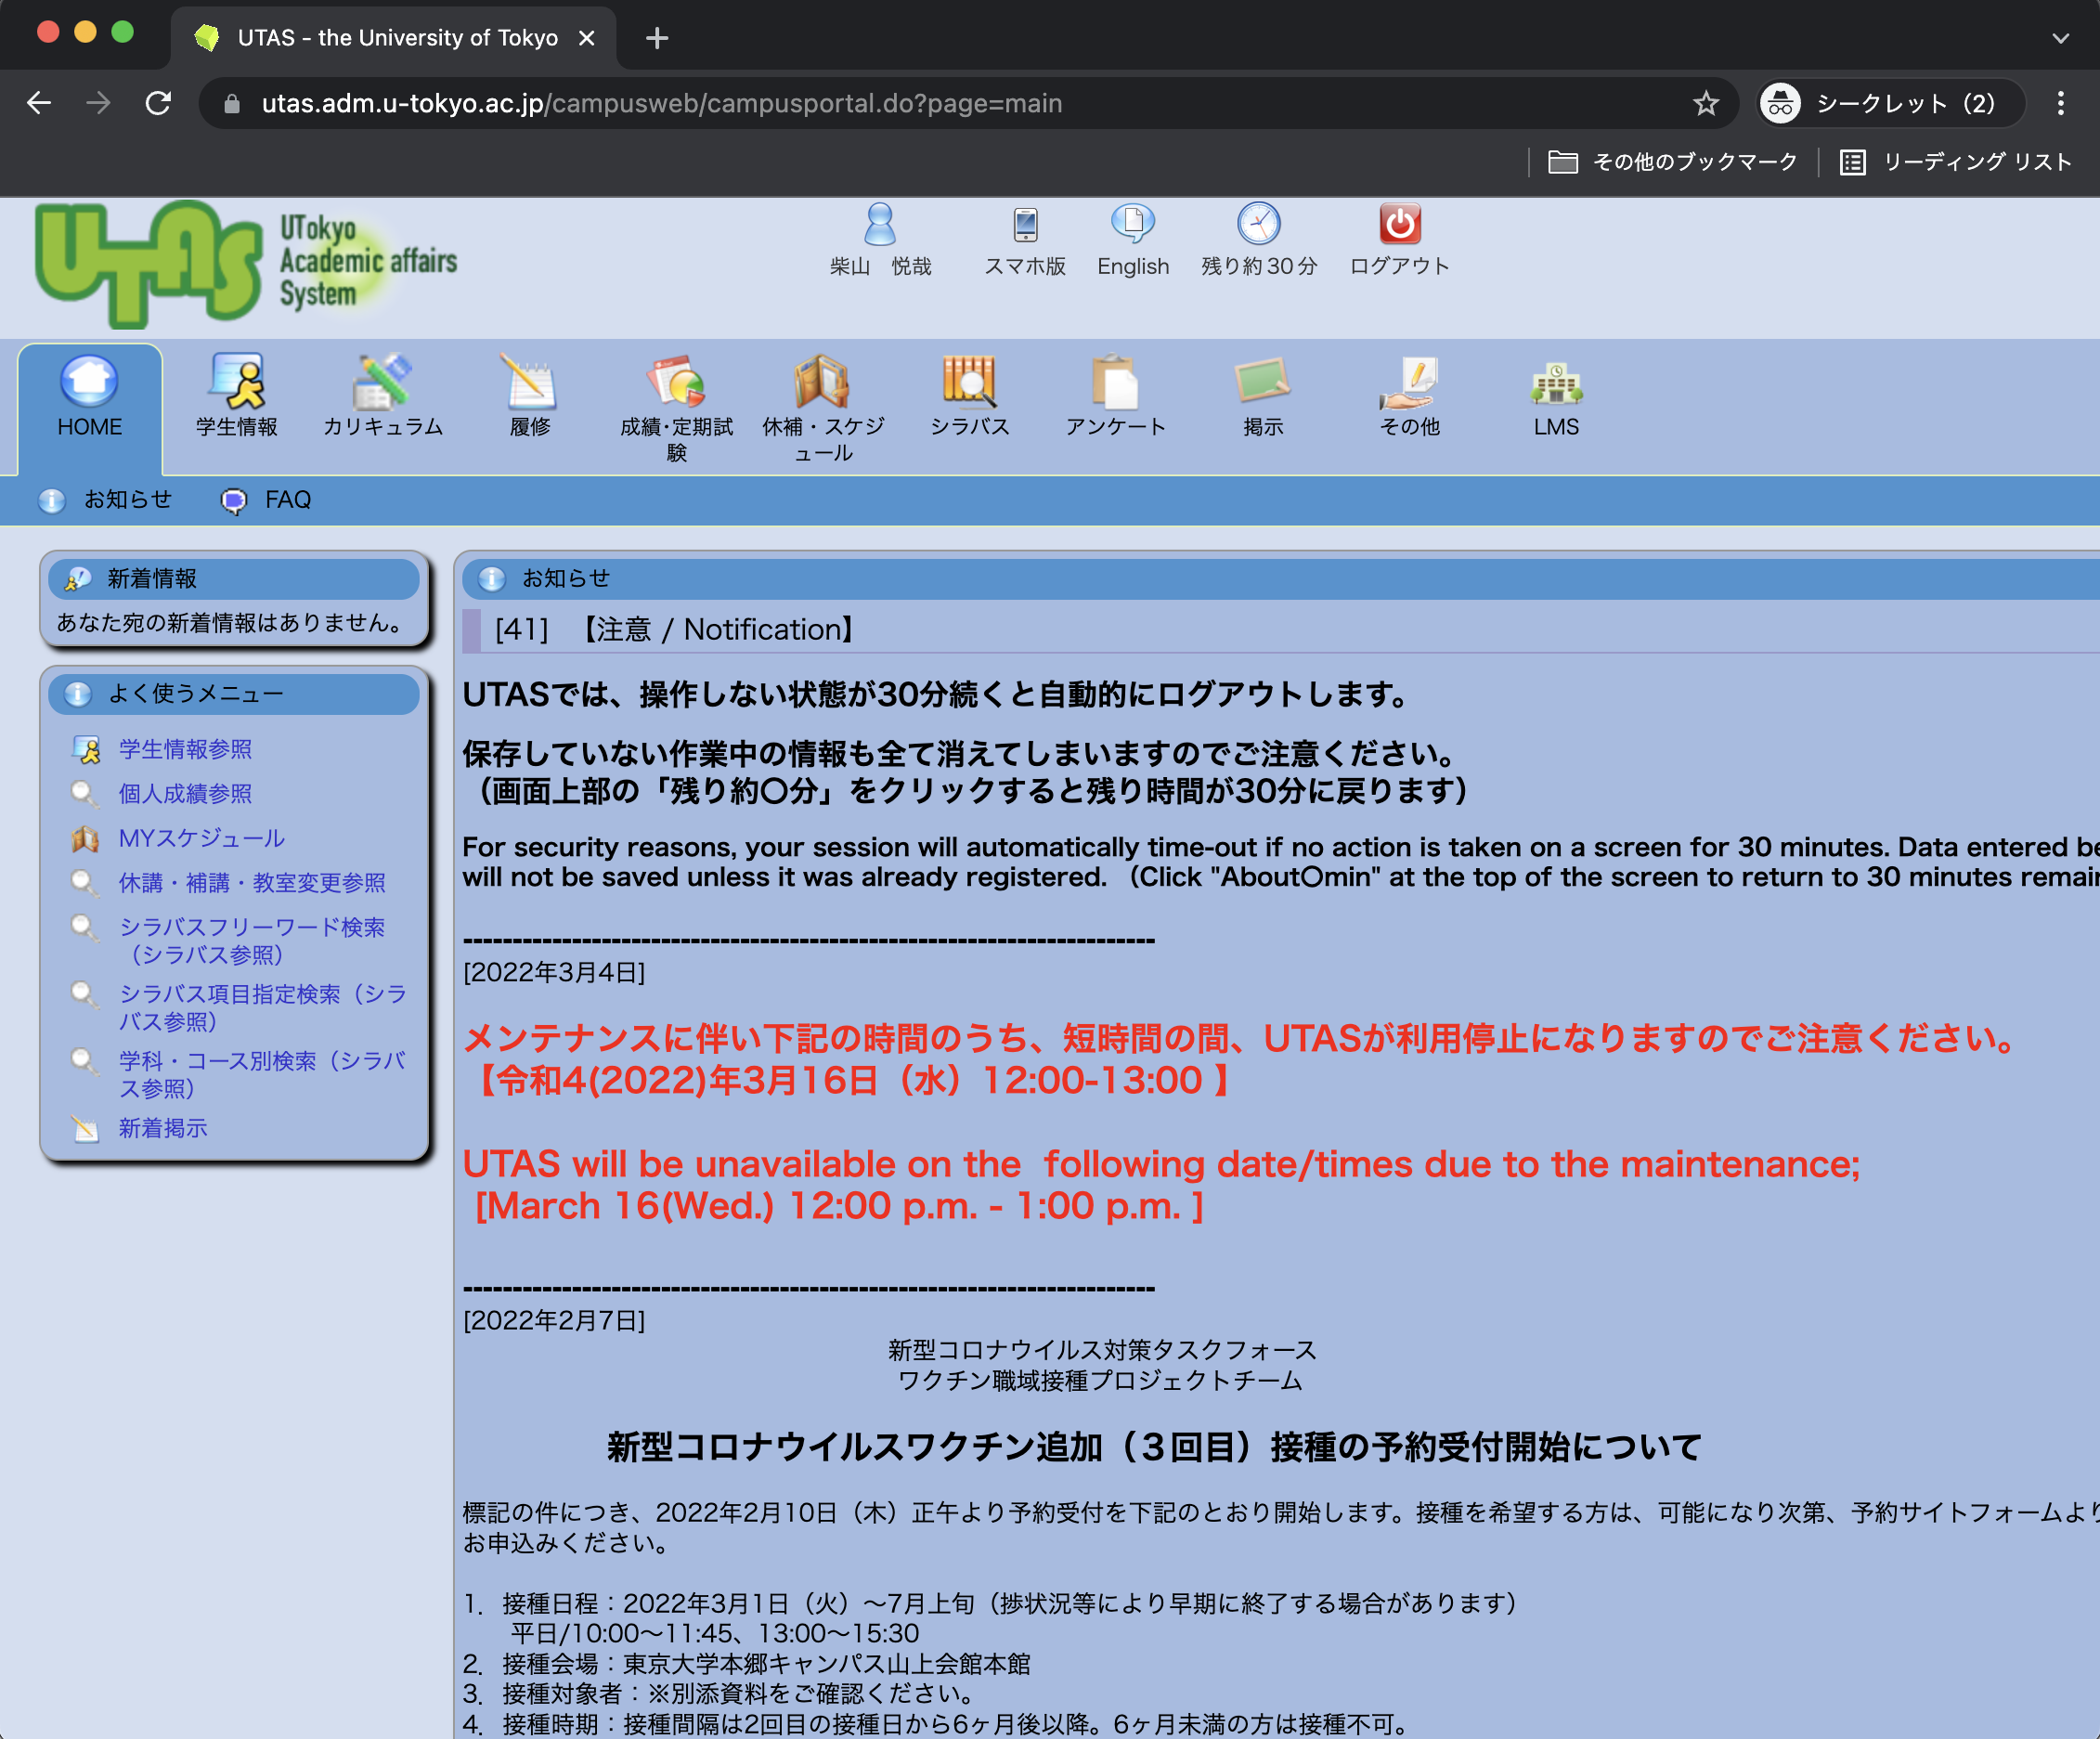 UTAS - the University of Tokyo
utas.adm.u-tokyo.ac.jp/campusweb/campusportal.do?page=main
シークレット（2）
その他のブックマーク
リーディング リスト
UTAS
UTokyo
Academic affairs
System
柴山　悦哉
スマホ版
English
残り約30分
ログアウト
HOME
学生情報
カリキュラム
履修
成績･定期試
験
休補・スケジ
ュール
シラバス
アンケート
掲示
その他
LMS
お知らせ
FAQ
新着情報
あなた宛の新着情報はありません。
よく使うメニュー
学生情報参照
個人成績参照
MYスケジュール
休講・補講・教室変更参照
シラバスフリーワード検索
（シラバス参照）
シラバス項目指定検索（シラ
バス参照）
学科・コース別検索（シラバ
ス参照）
新着掲示
お知らせ
[41]　【注意 / Notification】
UTASでは、操作しない状態が30分続くと自動的にログアウトします。
保存していない作業中の情報も全て消えてしまいますのでご注意ください。
（画面上部の「残り約〇分」をクリックすると残り時間が30分に戻ります）
For security reasons, your session will automatically time-out if no action is taken on a screen for 30 minutes. Data entered be
will not be saved unless it was already registered. （Click "About〇min" at the top of the screen to return to 30 minutes remain
----------------------------------------------------------------------
[2022年3月4日]
メンテナンスに伴い下記の時間のうち、短時間の間、UTASが利用停止になりますのでご注意ください。
【令和4(2022)年3月16日（水）12:00-13:00 】
UTAS will be unavailable on the  following date/times due to the maintenance;
[March 16(Wed.) 12:00 p.m. - 1:00 p.m. ]
----------------------------------------------------------------------
[2022年2月7日]
新型コロナウイルス対策タスクフォース
ワクチン職域接種プロジェクトチーム
新型コロナウイルスワクチン追加（３回目）接種の予約受付開始について
標記の件につき、2022年2月10日（木）正午より予約受付を下記のとおり開始します。接種を希望する方は、可能になり次第、予約サイトフォームより
お申込みください。
1. 接種日程：2022年3月1日（火）～7月上旬（捗状況等により早期に終了する場合があります）
平日/10:00～11:45、13:00～15:30
2. 接種会場：東京大学本郷キャンパス山上会館本館
3. 接種対象者：※別添資料をご確認ください。
4. 接種時期：接種間隔は2回目の接種日から6ヶ月後以降。6ヶ月未満の方は接種不可。